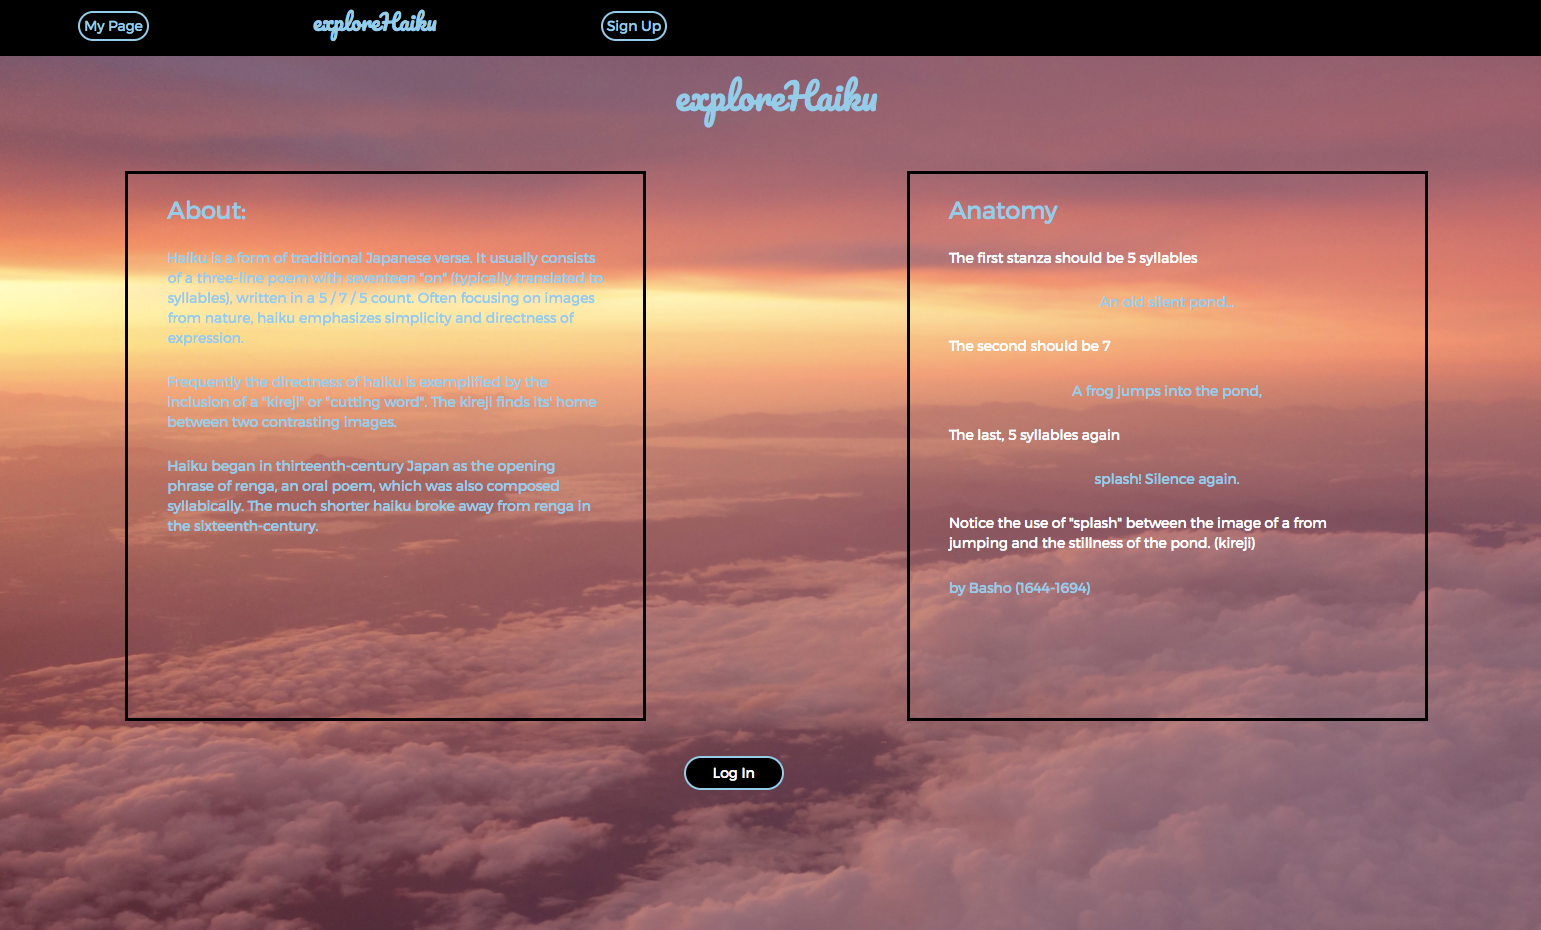 My Page
exploreHaiku
Sign Up
exploreHaiku
About:
Haiku is a form of traditional Japanese verse. It usually consists
of a three-line poem with seventeen "on" (typically translated to
syllables), written in a 5 / 7 / 5 count. Often focusing on images
from nature, haiku emphasizes simplicity and directness of
expression.
Frequently the directness of haiku is exemplified by the
inclusion of a "kireji" or "cutting word". The kireji finds its' home
between two contrasting images.
Haiku began in thirteenth-century Japan as the opening
phrase of renga, an oral poem, which was also composed
syllabically. The much shorter haiku broke away from renga in
the sixteenth-century.
Anatomy
The first stanza should be 5 syllables
An old silent pond...
The second should be 7
A frog jumps into the pond,
The last, 5 syllables again
splash! Silence again.
Notice the use of "splash" between the image of a from
jumping and the stillness of the pond. (kireji)
by Basho (1644-1694)
Log In